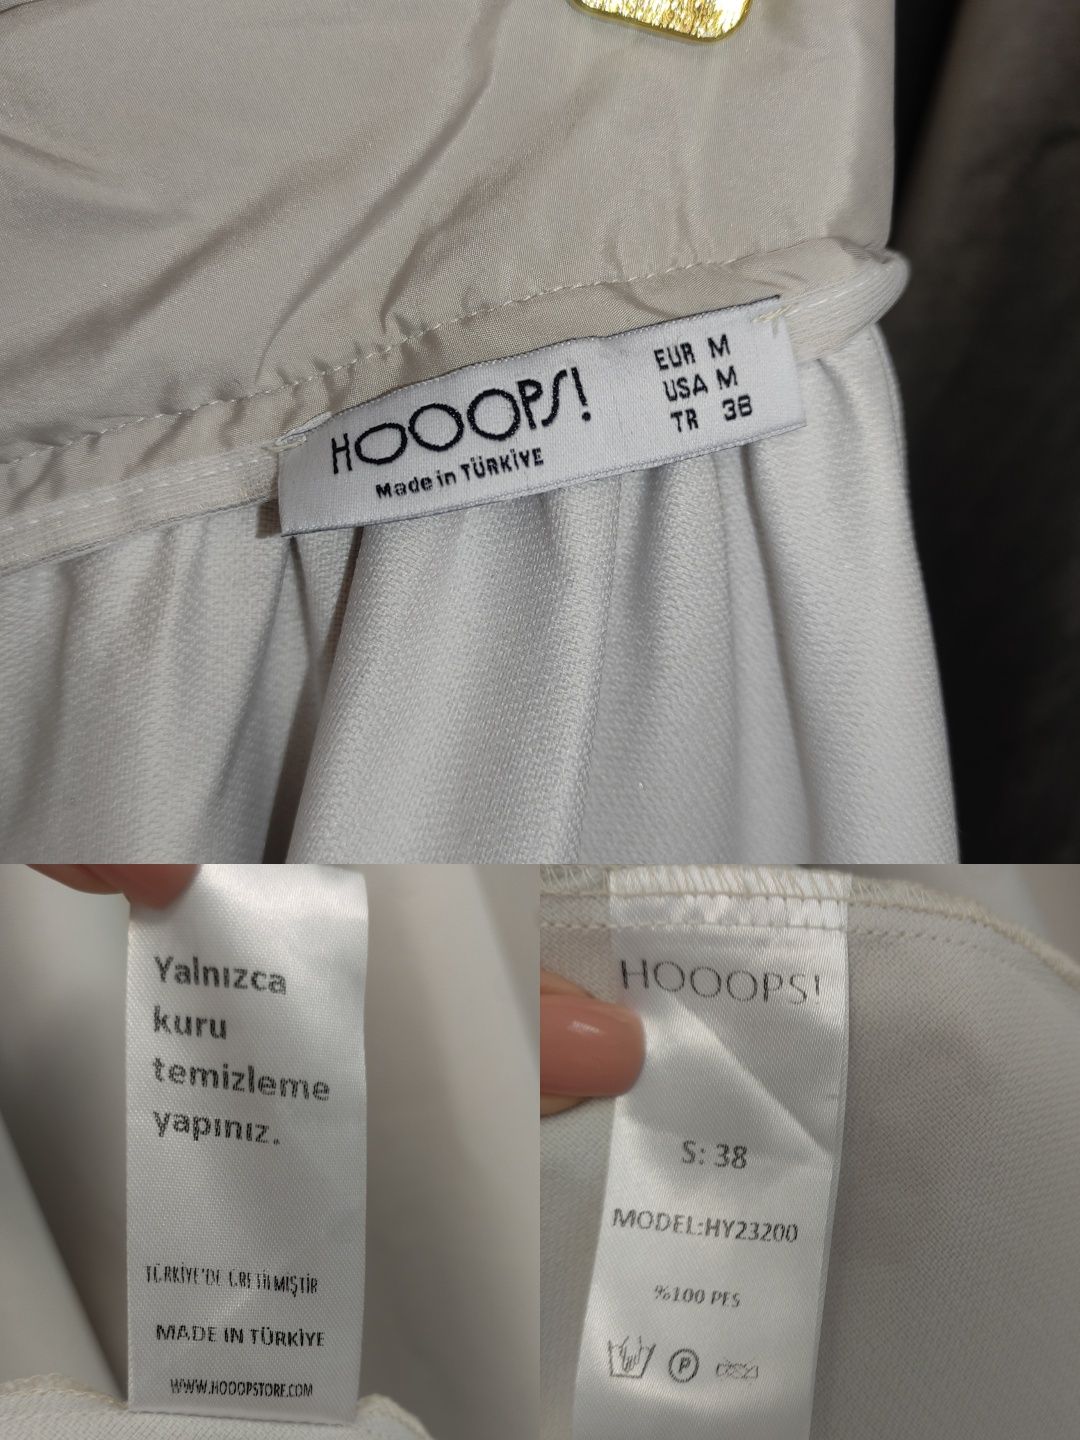 HOOOPS!
Made in TÜRKİYE
EUR M
USA M
TR 38
Yalnızca
kuru
temizleme
yapınız.
TÜRKİYE'DE ÜRETİLMİŞTİR
MADE IN TÜRKİYE
WWW.HOOOPSTORE.COM
HOOOPS!
S: 38
MODEL:HY23200
%100 PES
P